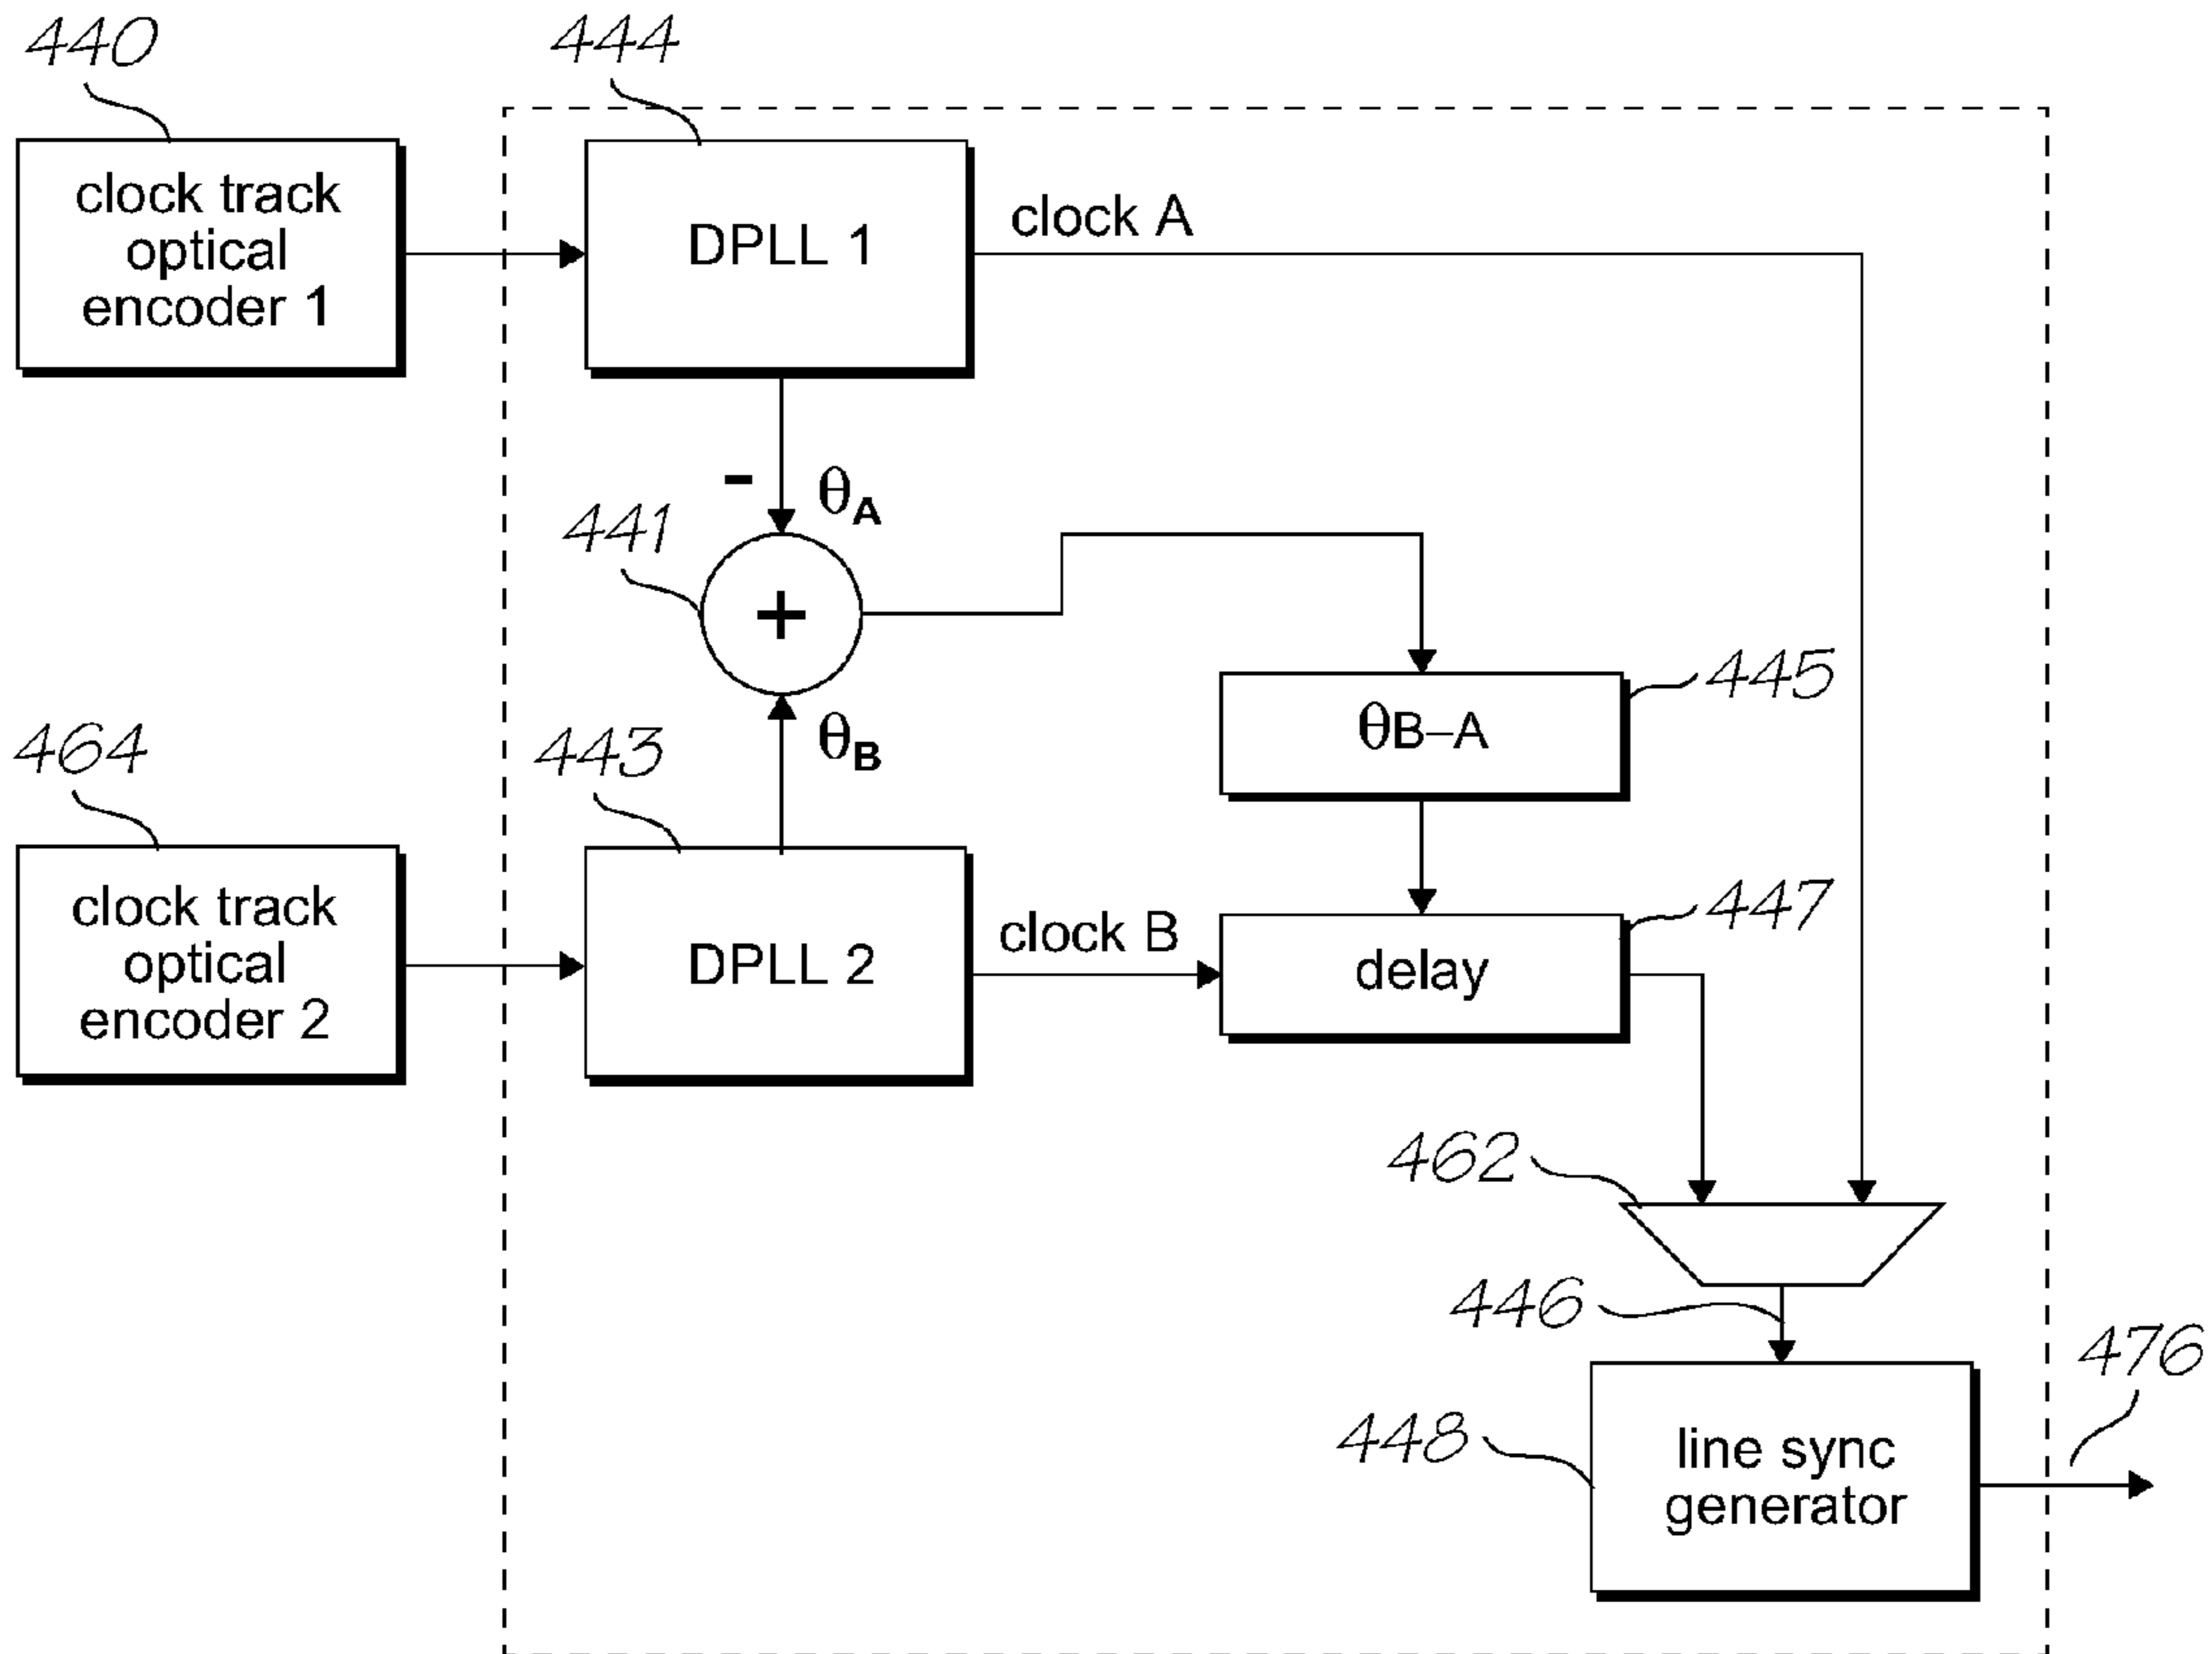 440
444
clock track
optical
encoder 1
DPLL 1
clock A
-
θA
441
+
445
θB–A
464
443
θB
447
clock track
optical
encoder 2
DPLL 2
clock B
delay
462
446
476
448
line sync
generator